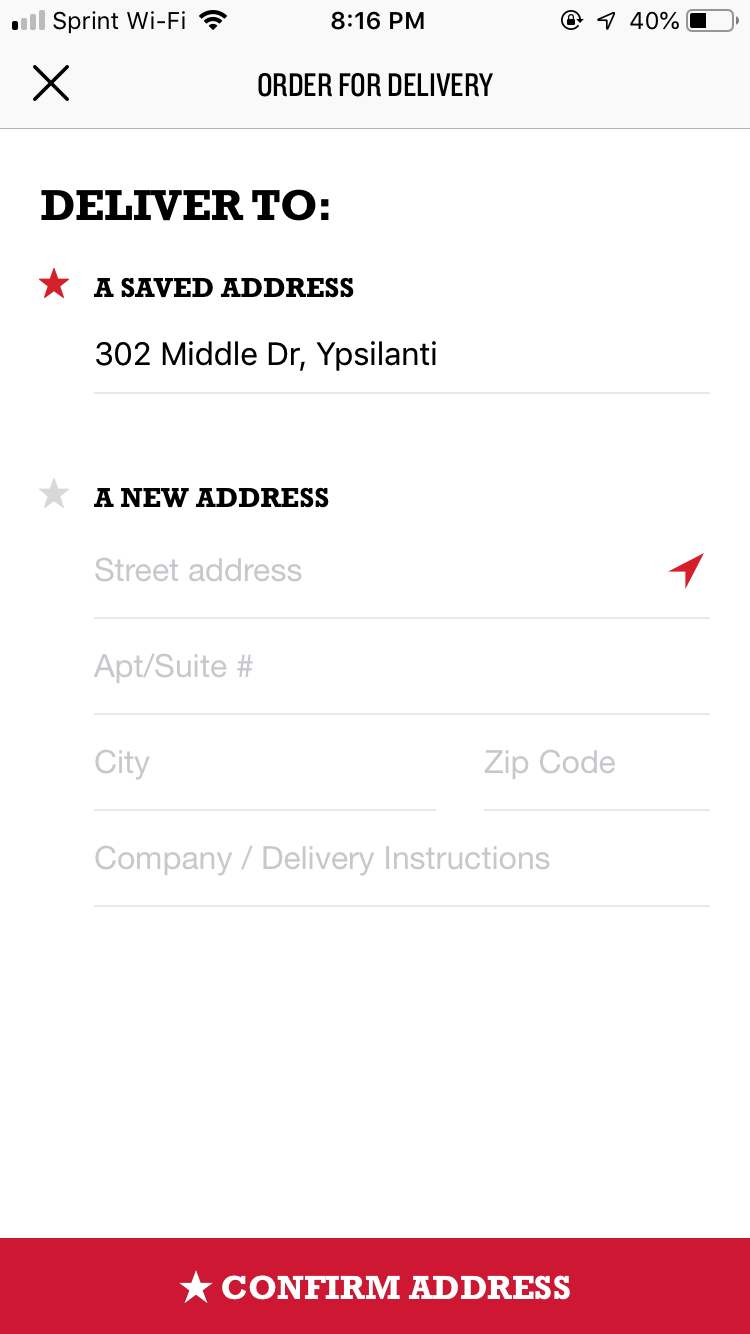 Sprint Wi-Fi 8:16 PM 40%
ORDER FOR DELIVERY
DELIVER TO:
A SAVED ADDRESS
302 Middle Dr, Ypsilanti
A NEW ADDRESS
Street address
Apt/Suite #
City Zip Code
Company / Delivery Instructions
CONFIRM ADDRESS